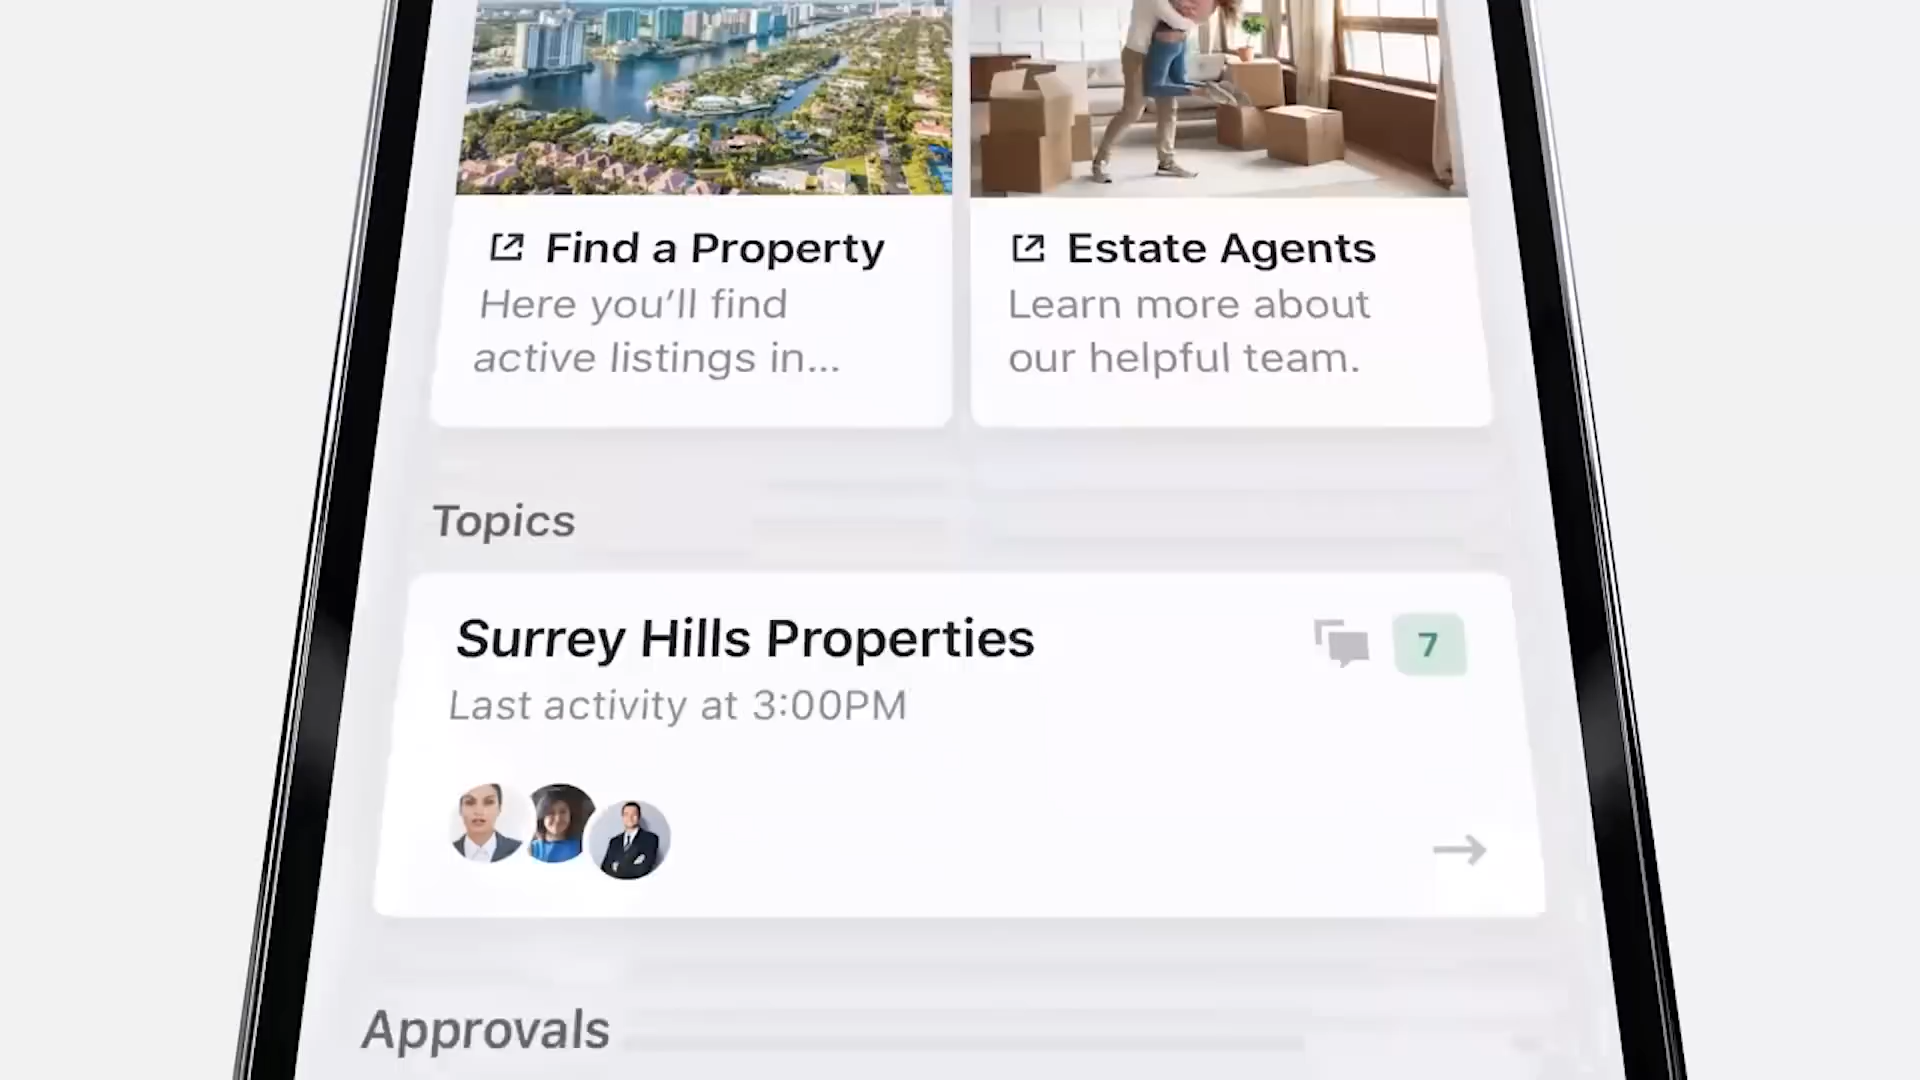 Find a Property
Here you'll find
active listings in...
Estate Agents
Learn more about
our helpful team.
Topics
Surrey Hills Properties
7
Last activity at 3:00PM
Approvals